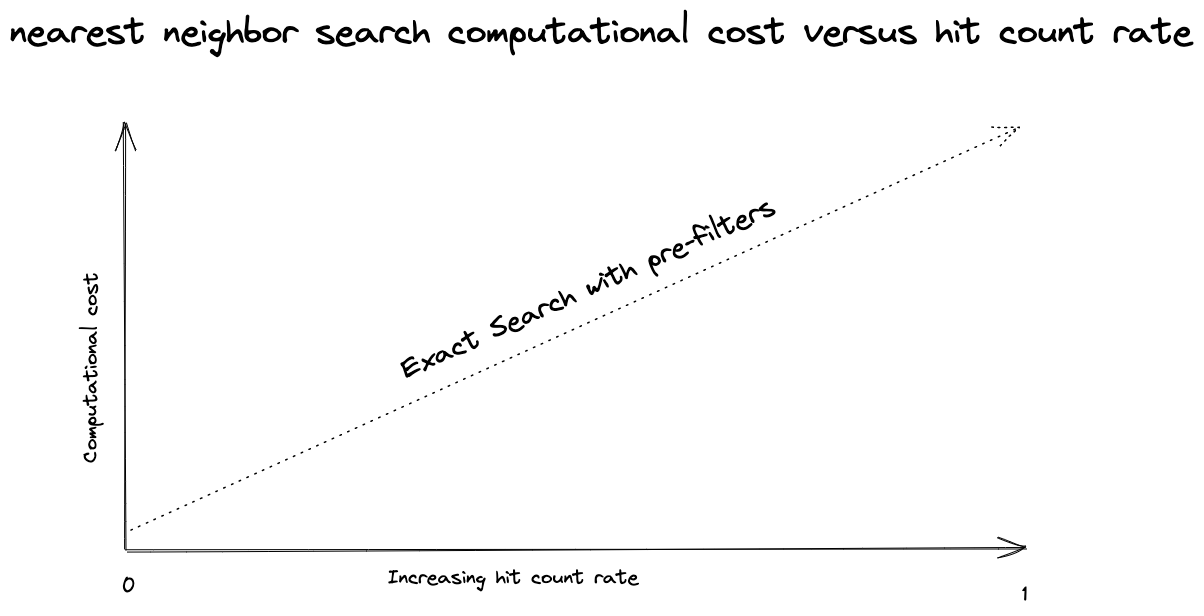 nearest neighbor search computational cost versus hit count rate
Exact Search with pre-filters
Computational cost
Increasing hit count rate
0
1